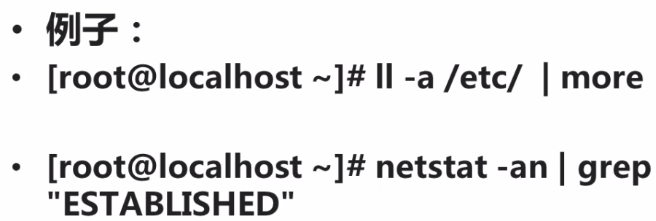 • 例子：
• [root@localhost ~]# ll -a /etc/ | more
• [root@localhost ~]# netstat -an | grep
"ESTABLISHED"